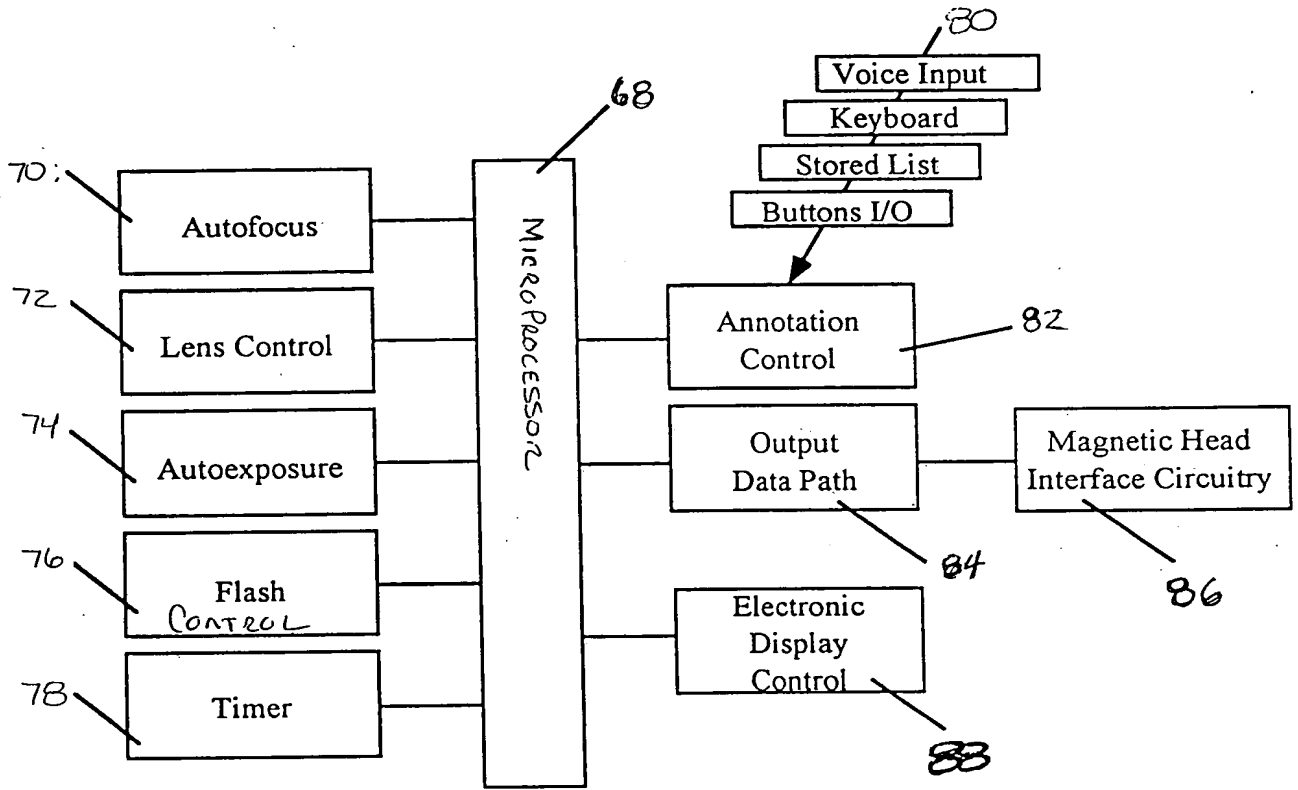 80
Voice Input
68
Keyboard
70:
Stored List
Autofocus
Buttons I/O
MICROPROCESSOR
72
Lens Control
Annotation
Control
82
74
Autoexposure
Output
Data Path
Magnetic Head
Interface Circuitry
76
Flash
CONTROL
84
86
Electronic
Display
Control
78
Timer
88